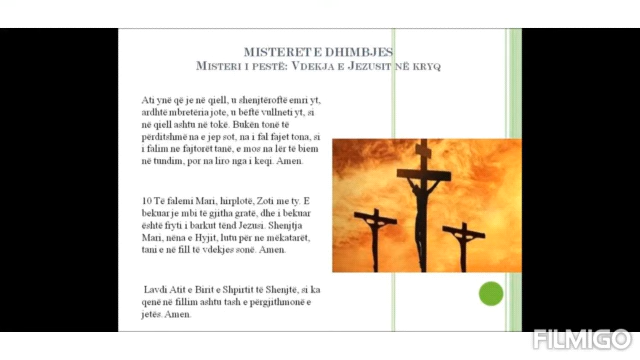 MISTERET E DHIMBJES
MISTERI I PESTË: VDEKJA E JEZUSIT NË KRYQ
Ati ynë që je në qiell, u shenjtëroftë emri yt,
ardhtë mbretëria jote, u bëftë vullneti yt, si
në qiell ashtu në tokë. Bukën tonë të
përditshmë na e jep sot, na i fal fajet tona, si
i falim ne fajtorët tanë, e mos na lër të biem
në tundim, por na liro nga i keqi. Amen.
10 Të falemi Mari, hirplotë, Zoti me ty. E
bekuar je mbi të gjitha gratë, dhe i bekuar
është fryti i barkut tënd Jezusi. Shenjtja
Mari, nëna e Hyjit, lutu për ne mëkatarët,
tani e në fill të vdekjes sonë. Amen.
Lavdi Atit e Birit e Shpirtit të Shenjtë, si ka
qenë në fillim ashtu tash e përgjithmonë e
jetës. Amen.
FILMIGO